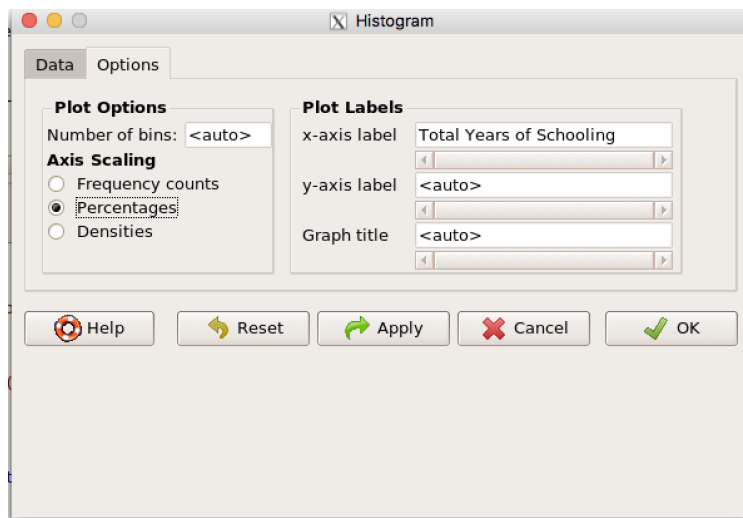 Histogram
Data Options
Plot Options
Number of bins: <auto>
Axis Scaling
Frequency counts
Percentages
Densities
Plot Labels
x-axis label Total Years of Schooling
y-axis label <auto>
Graph title <auto>
Help Reset Apply Cancel OK